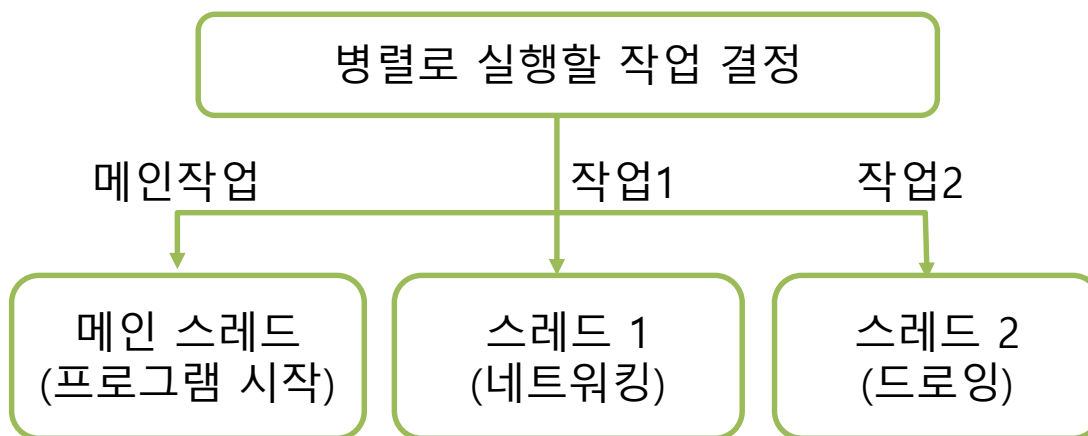 병렬로 실행할 작업 결정
메인작업
작업1
작업2
메인 스레드
(프로그램 시작)
스레드 1
(네트워킹)
스레드 2
(드로잉)